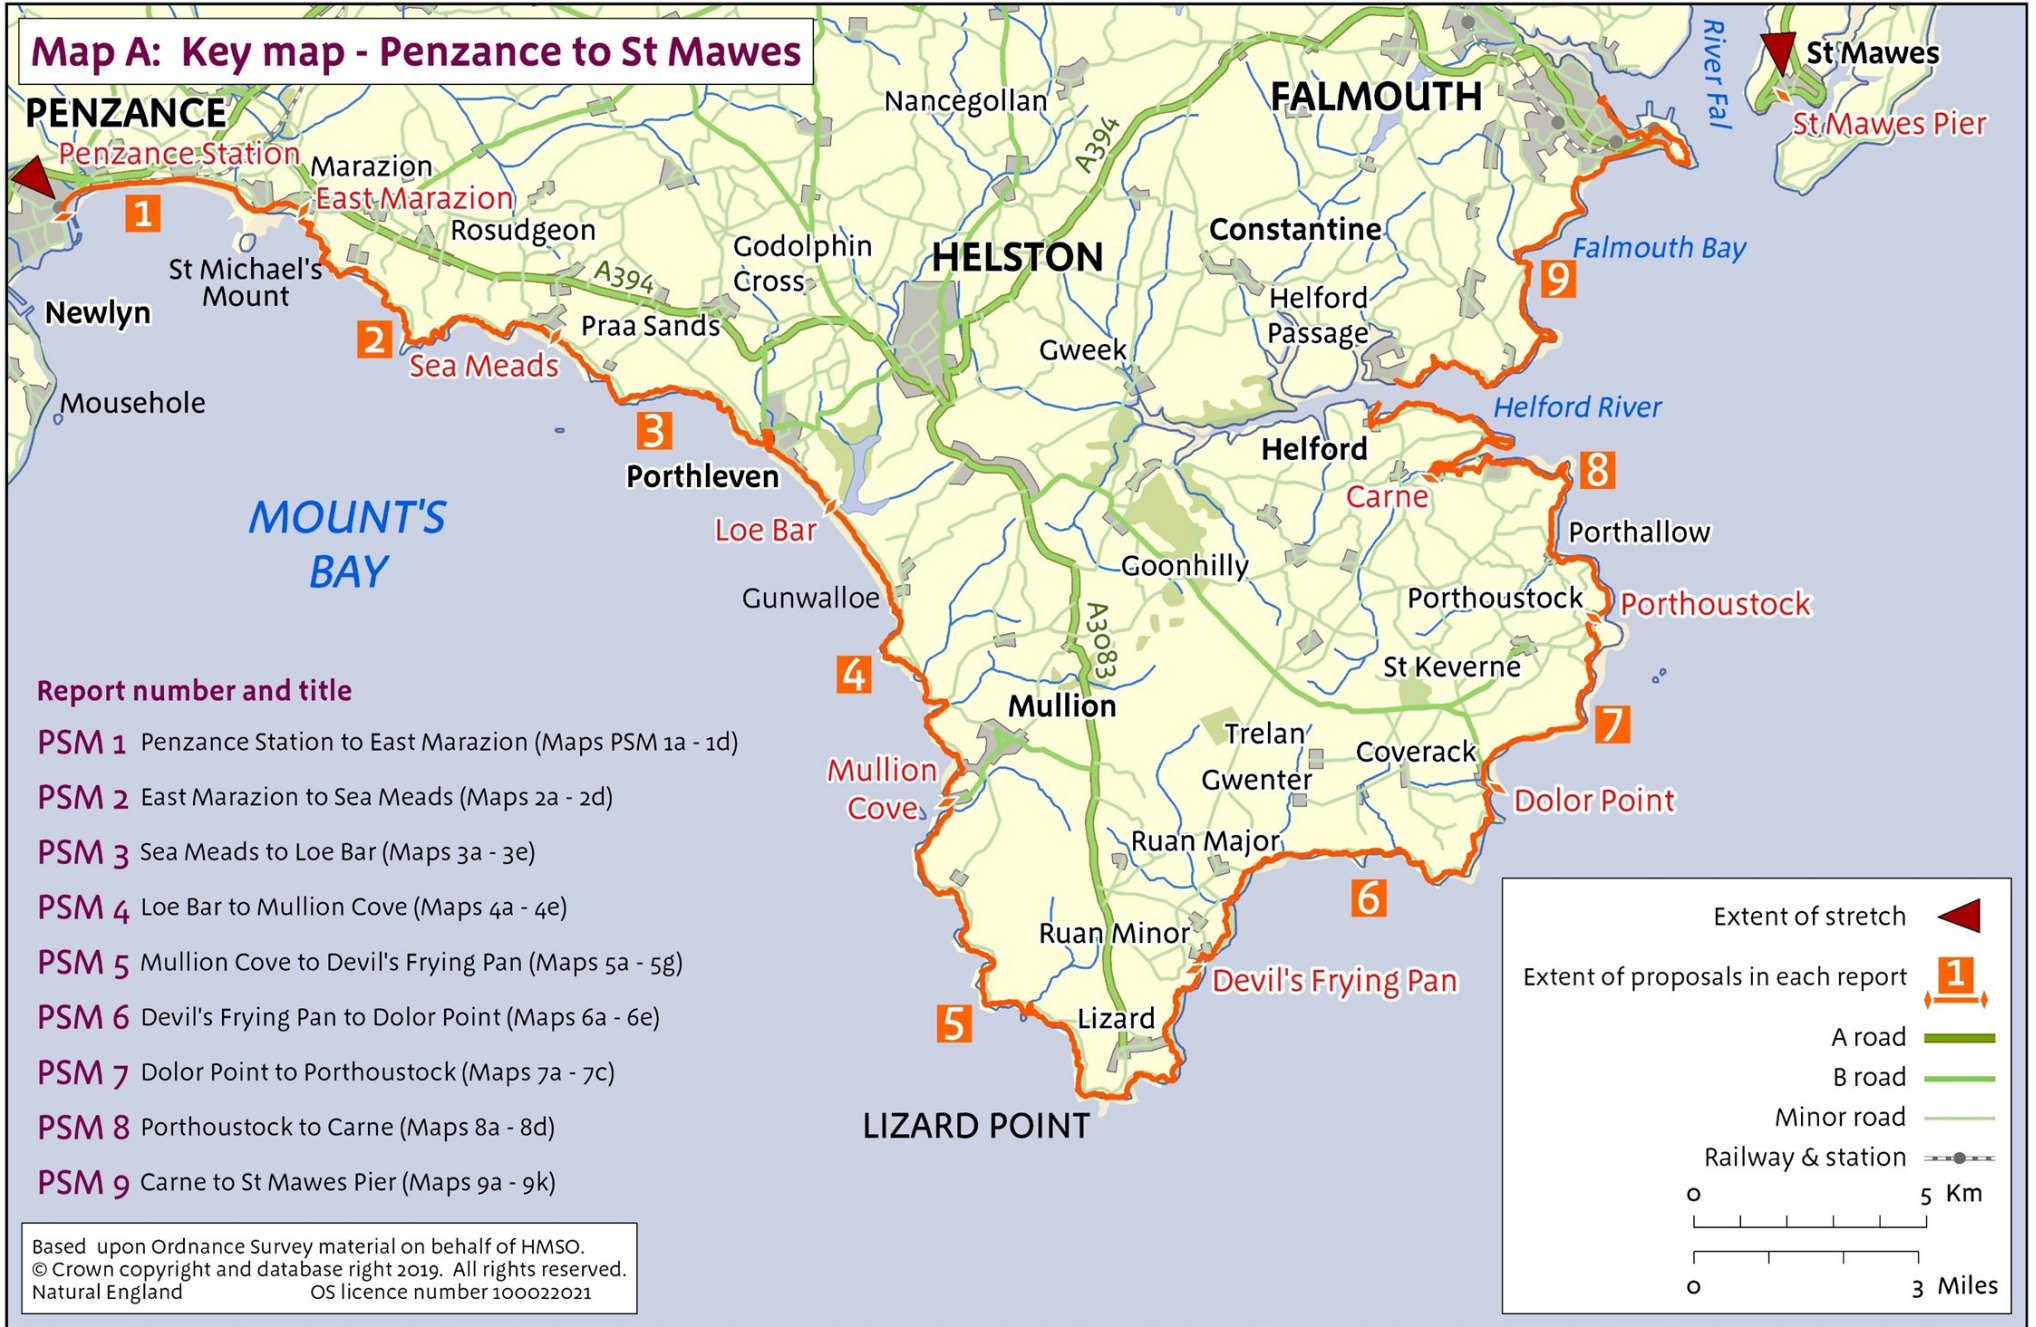 Map A: Key map - Penzance to St Mawes
River Fal
St Mawes
St Mawes Pier
PENZANCE
Penzance Station
Marazion
East Marazion
1
Rosudgeon
Nancegollan
A394
FALMOUTH
Godolphin
Cross
HELSTON
Constantine
Falmouth Bay
9
St Michael's
Mount
A394
Newlyn
2
Praa Sands
Sea Meads
Helford
Passage
Gweek
Mousehole
3
Helford River
Helford
Porthleven
8
Carne
MOUNT'S
BAY
Loe Bar
Porthallow
Goonhilly
Gunwalloe
Porthoustock
Porthoustock
A3083
4
St Keverne
Mullion
7
Trelan
Coverack
Mullion
Cove
Gwenter
Dolor Point
Ruan Major
6
Ruan Minor
Devil's Frying Pan
5
Lizard
LIZARD POINT
Report number and title
PSM 1 Penzance Station to East Marazion (Maps PSM 1a - 1d)
PSM 2 East Marazion to Sea Meads (Maps 2a - 2d)
PSM 3 Sea Meads to Loe Bar (Maps 3a - 3e)
PSM 4 Loe Bar to Mullion Cove (Maps 4a - 4e)
PSM 5 Mullion Cove to Devil's Frying Pan (Maps 5a - 5g)
PSM 6 Devil's Frying Pan to Dolor Point (Maps 6a - 6e)
PSM 7 Dolor Point to Porthoustock (Maps 7a - 7c)
PSM 8 Porthoustock to Carne (Maps 8a - 8d)
PSM 9 Carne to St Mawes Pier (Maps 9a - 9k)
Based upon Ordnance Survey material on behalf of HMSO.
© Crown copyright and database right 2019. All rights reserved.
Natural England OS licence number 100022021
Extent of stretch
Extent of proposals in each report 1
A road
B road
Minor road
Railway & station
0 5 Km
0 3 Miles